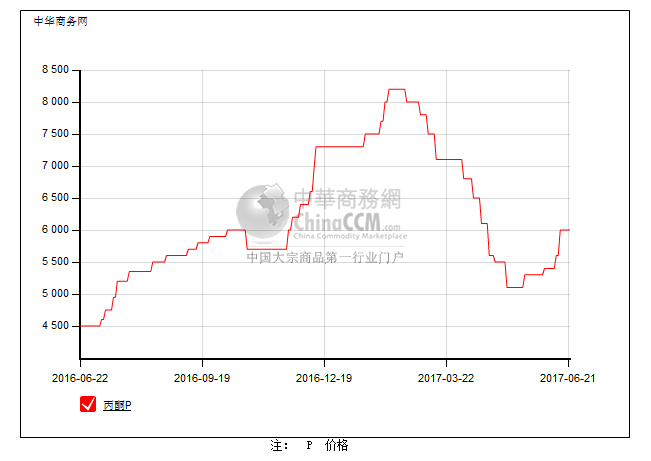 中华商务网
8 500
8 000
7 500
7 000
6 500
6 000
5 500
5 000
4 500
中華商務網
ChinaCCM.com
China Commodity Marketplace
中国大宗商品第一行业门户
2016-06-22 2016-09-19 2016-12-19 2017-03-22 2017-06-21
丙酮P
注: P 价格